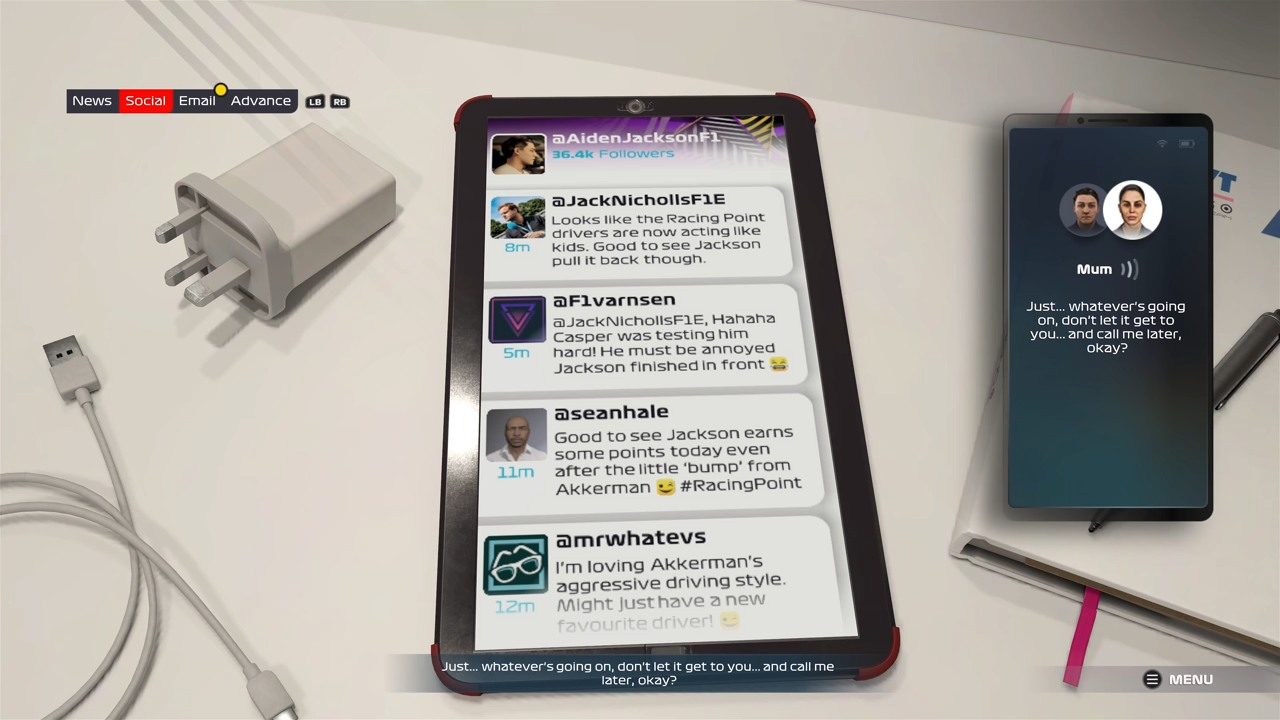 News Social Email Advance LB RB
@AidenJacksonF1
36.4k Followers
@JackNichollsF1E
Looks like the Racing Point
drivers are now acting like
kids. Good to see Jackson
pull it back though.
8m
@F1varnsen
@JackNichollsF1E, Hahaha
Casper was testing him
hard! He must be annoyed
Jackson finished in front 😂
5m
@seanhale
Good to see Jackson earns
some points today even
after the little ‘bump’ from
Akkerman 😉 #RacingPoint
11m
@mrwhatevs
I'm loving Akkerman's
aggressive driving style.
Might just have a new
favourite driver! 😉
12m
Mum
Just... whatever's going
on, don't let it get to
you... and call me later,
okay?
Just... whatever's going on, don't let it get to you... and call me
later, okay?
MENU